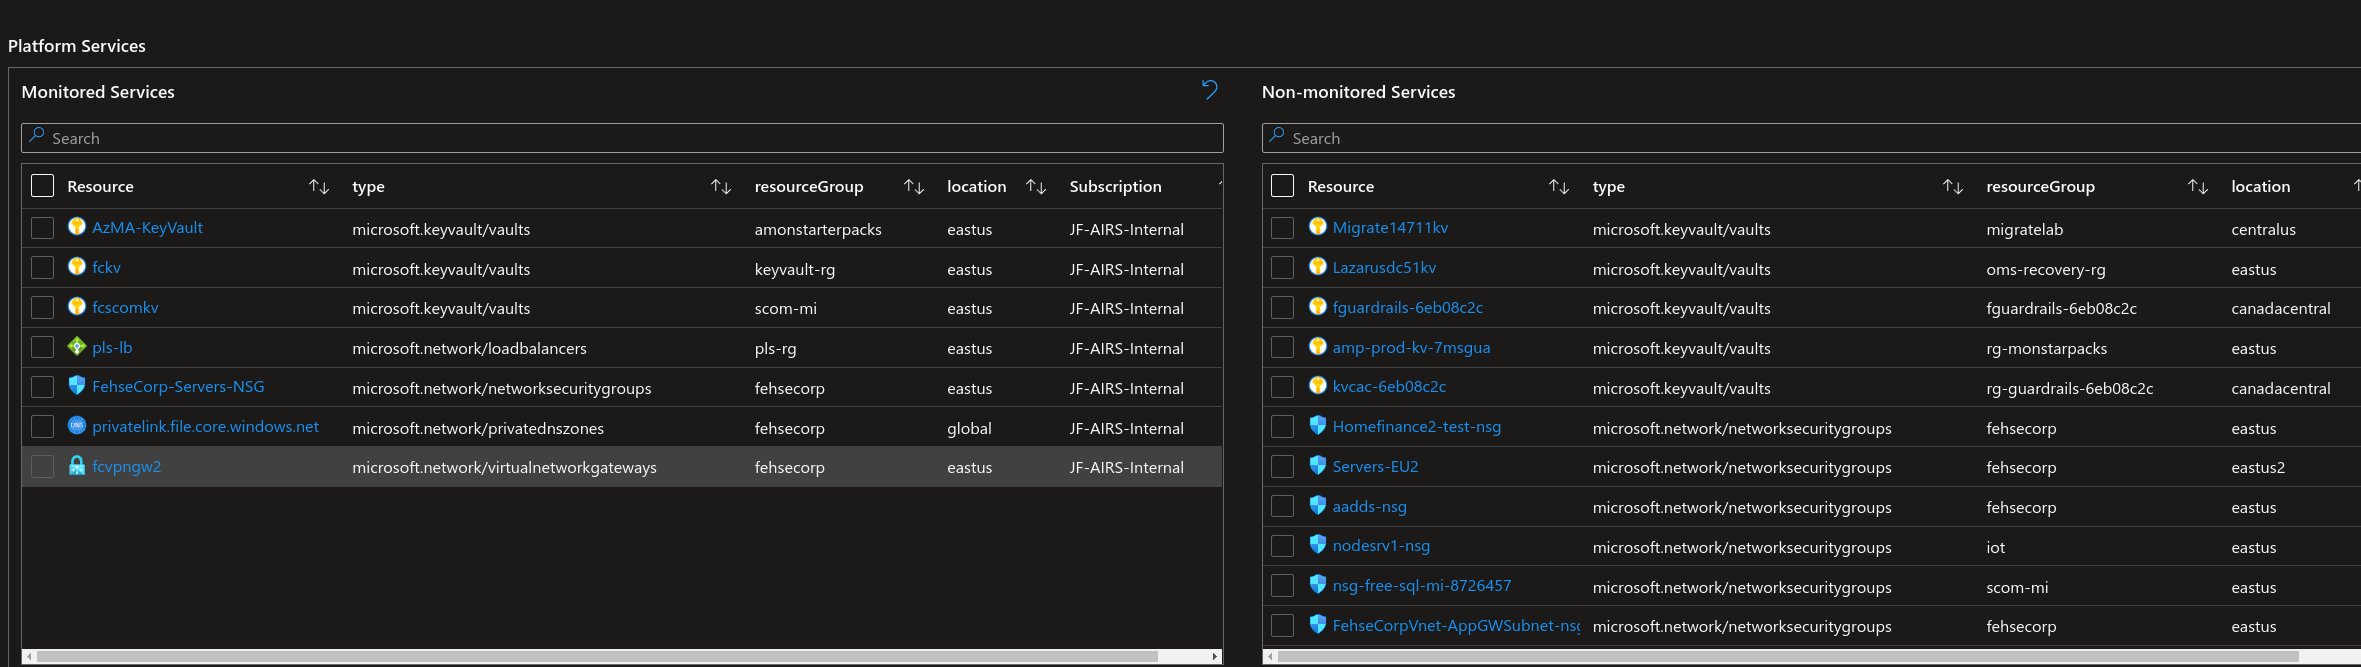 Platform Services
Monitored Services
Search
Resource type resourceGroup location Subscription
AzMA-KeyVault microsoft.keyvault/vaults amonstarterpacks eastus JF-AIRS-Internal
fckv microsoft.keyvault/vaults keyvault-rg eastus JF-AIRS-Internal
fcscomkv microsoft.keyvault/vaults scom-mi eastus JF-AIRS-Internal
pls-lb microsoft.network/loadbalancers pls-rg eastus JF-AIRS-Internal
FehseCorp-Servers-NSG microsoft.network/networksecuritygroups fehsecorp eastus JF-AIRS-Internal
DNS privatelink.file.core.windows.net microsoft.network/privatednszones fehsecorp global JF-AIRS-Internal
fcvpngw2 microsoft.network/virtualnetworkgateways fehsecorp eastus JF-AIRS-Internal
Non-monitored Services
Search
Resource type resourceGroup location
Migrate14711kv microsoft.keyvault/vaults migratelab centralus
Lazarusdc51kv microsoft.keyvault/vaults oms-recovery-rg eastus
fguardrails-6eb08c2c microsoft.keyvault/vaults fguardrails-6eb08c2c canadacentral
amp-prod-kv-7msgua microsoft.keyvault/vaults rg-monstarpacks eastus
kvcac-6eb08c2c microsoft.keyvault/vaults rg-guardrails-6eb08c2c canadacentral
Homefinance2-test-nsg microsoft.network/networksecuritygroups fehsecorp eastus
Servers-EU2 microsoft.network/networksecuritygroups fehsecorp eastus2
aadds-nsg microsoft.network/networksecuritygroups fehsecorp eastus
nodesrv1-nsg microsoft.network/networksecuritygroups iot eastus
nsg-free-sql-mi-8726457 microsoft.network/networksecuritygroups scom-mi eastus
FehseCorpVnet-AppGWSubnet-nsg microsoft.network/networksecuritygroups fehsecorp eastus